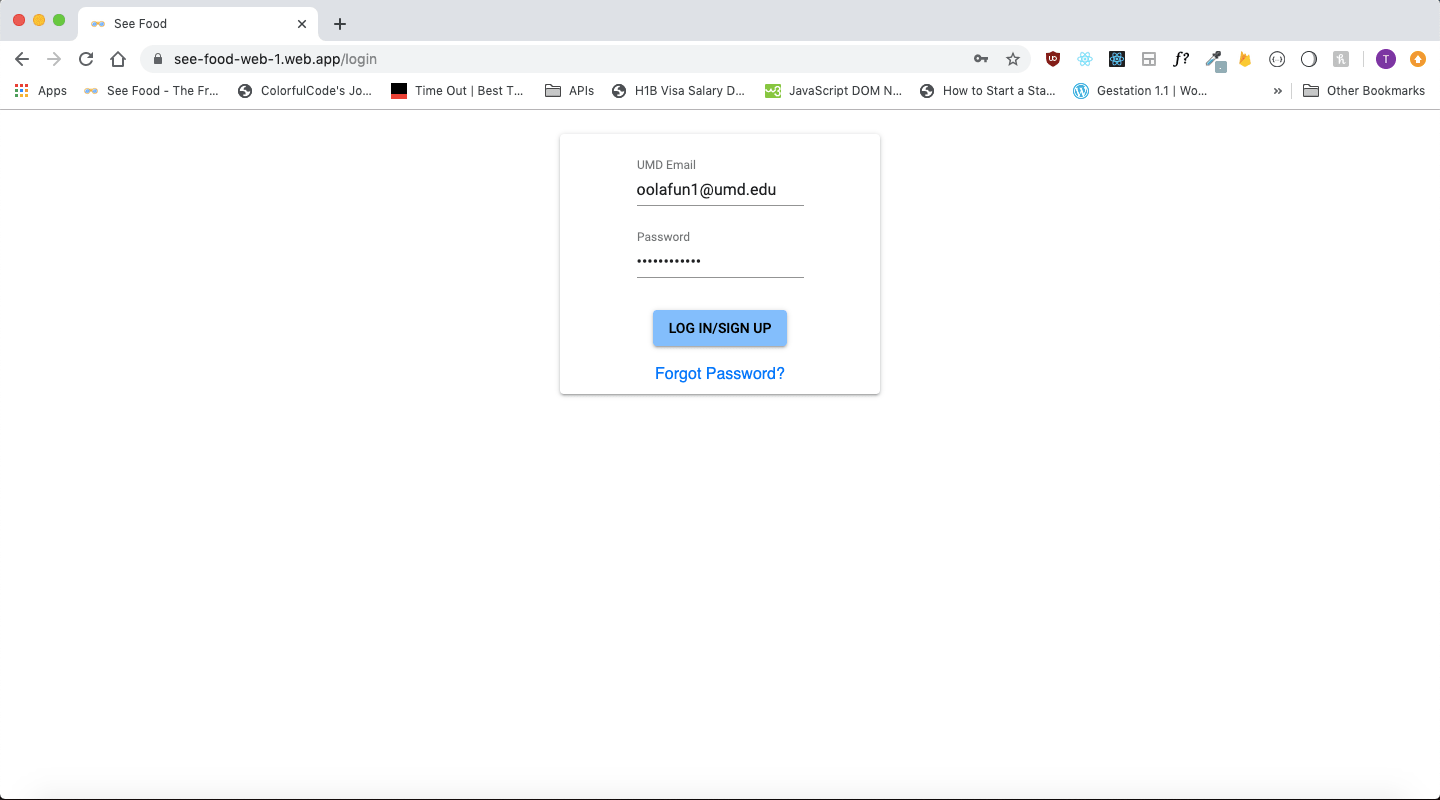 See Food
see-food-web-1.web.app/login
f?
T
Apps
See Food - The Fr...
ColorfulCode's Jo...
Time Out | Best T...
APIs
H1B Visa Salary D...
JavaScript DOM N...
How to Start a Sta...
Gestation 1.1 | Wo...
»
Other Bookmarks
UMD Email
oolafun1@umd.edu
Password
••••••••••••
LOG IN/SIGN UP
Forgot Password?